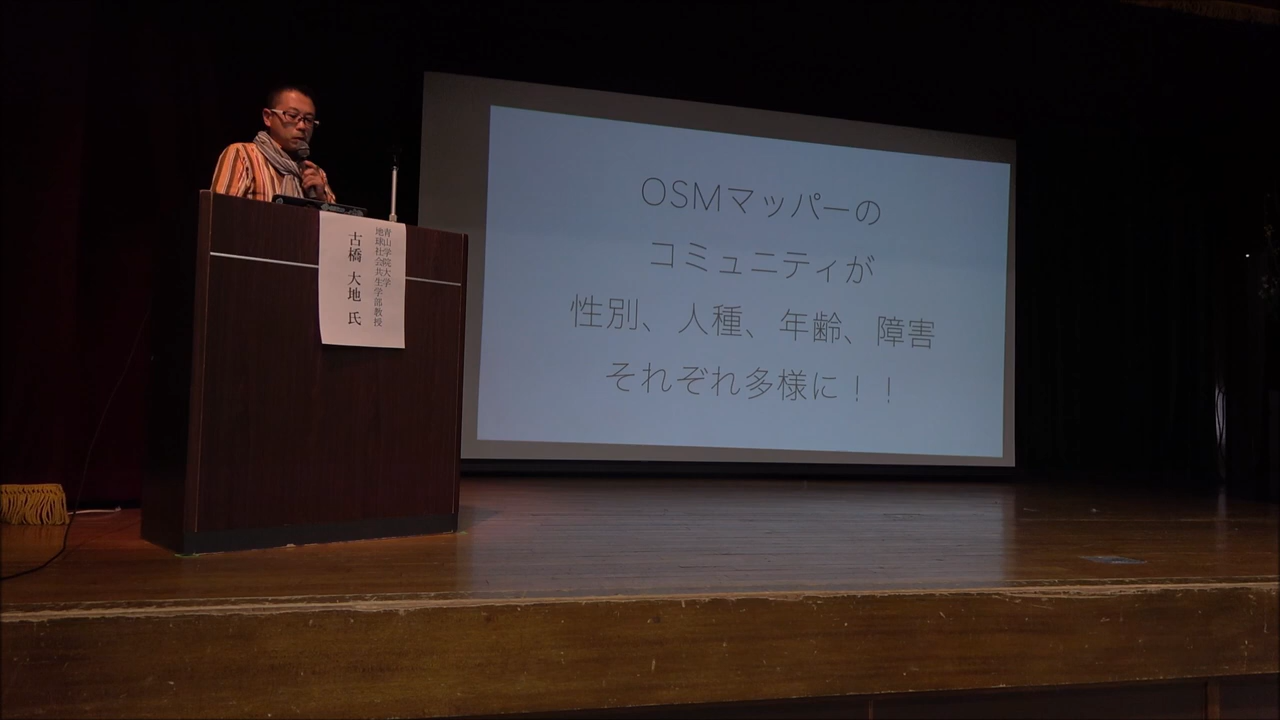 OSMマッパーの
コミュニティが
性別、人種、年齢、障害
それぞれ多様に！！
青山学院大学
地球社会共生学部教授
古橋 大地 氏